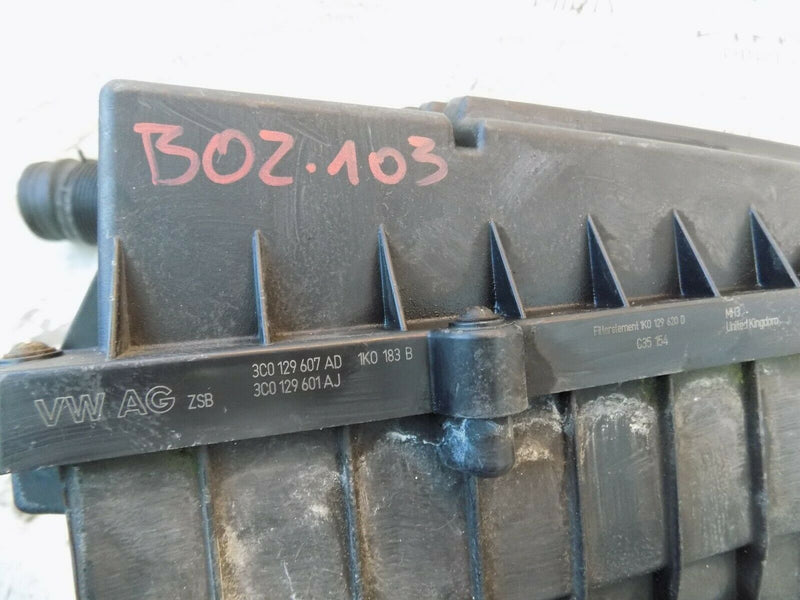 BOZ.103
3C0 129 607 AD 1K0 183 B
VW AG ZSB 3C0 129 601 AJ
Filterelement 1K0 129 620 D
C35 154
MH3
United Kingdom